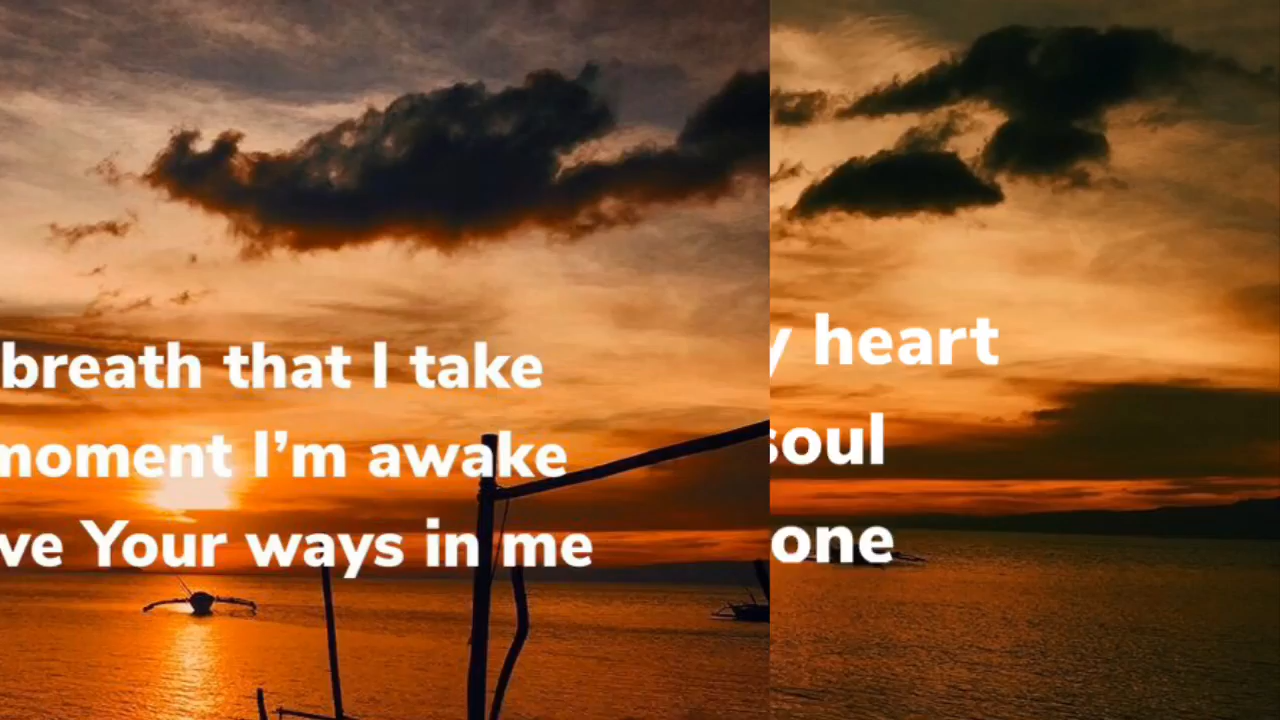 breath that I take
moment I’m awake
ve Your ways in me
y heart
soul
one